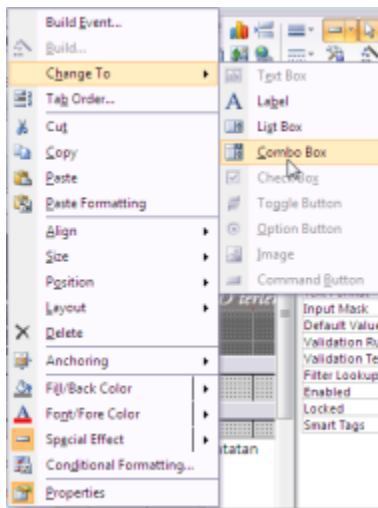 Build Event...
Build...
Change To
Tab Order...
Cut
Copy
Paste
Paste Formatting
Align
Size
Position
Layout
Delete
Anchoring
Fill/Back Color
Font/Fore Color
Special Effect
Conditional Formatting...
Properties
Text Box
Label
List Box
Combo Box
Check Box
Toggle Button
Option Button
Image
Command Button
Input Mask
Default Value
Validation Ru
Validation Te
Filter Lookup
Enabled
Locked
Smart Tags
tatan